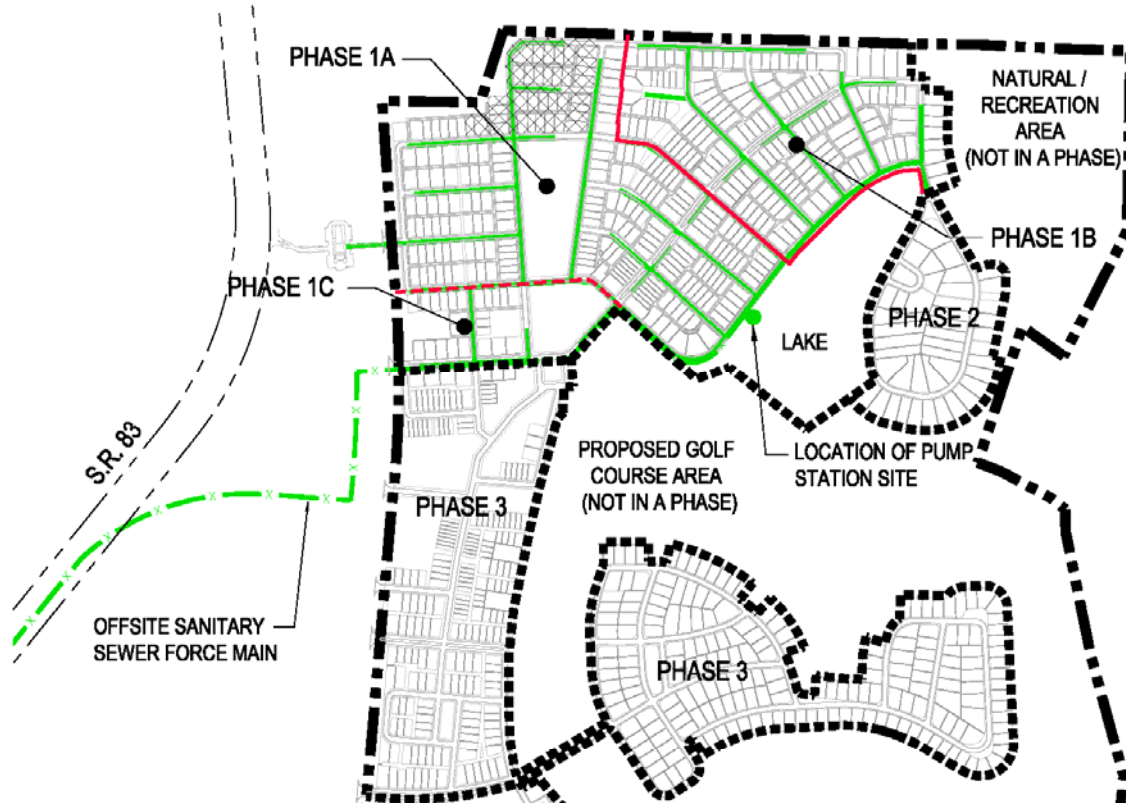 PHASE 1A
NATURAL /
RECREATION
AREA
(NOT IN A PHASE)
PHASE 1B
PHASE 1C
PHASE 2
LAKE
S.R. 83
PROPOSED GOLF
COURSE AREA
(NOT IN A PHASE)
LOCATION OF PUMP
STATION SITE
PHASE 3
OFFSITE SANITARY
SEWER FORCE MAIN
PHASE 3